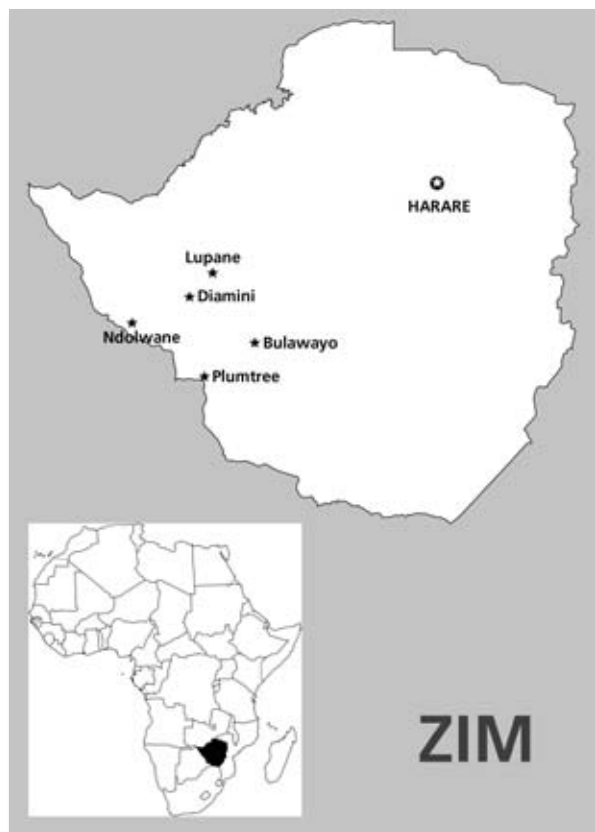 HARARE
Lupane
Diamini
Ndolwane
Bulawayo
Plumtree
ZIM